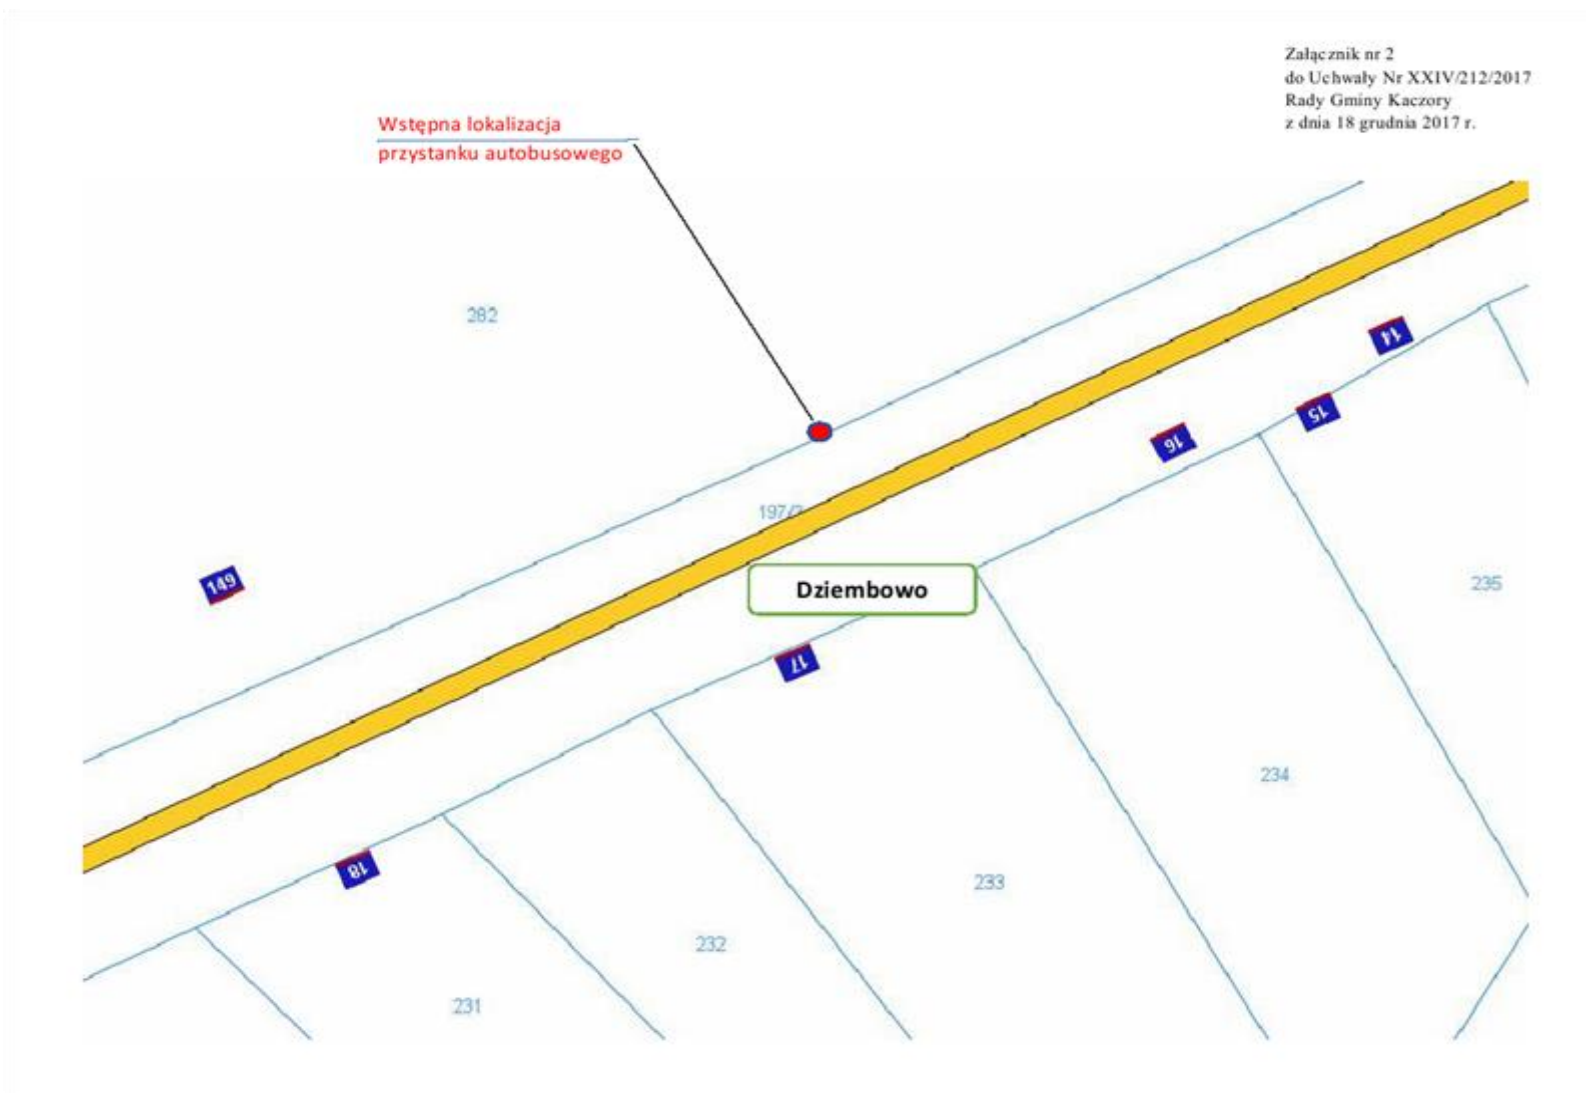 Załącznik nr 2
do Uchwały Nr XXIV/212/2017
Rady Gminy Kaczory
z dnia 18 grudnia 2017 r.
Wstępna lokalizacja
przystanku autobusowego
282
14
15
16
197/2
149
Dziembowo
235
17
234
18
233
232
231